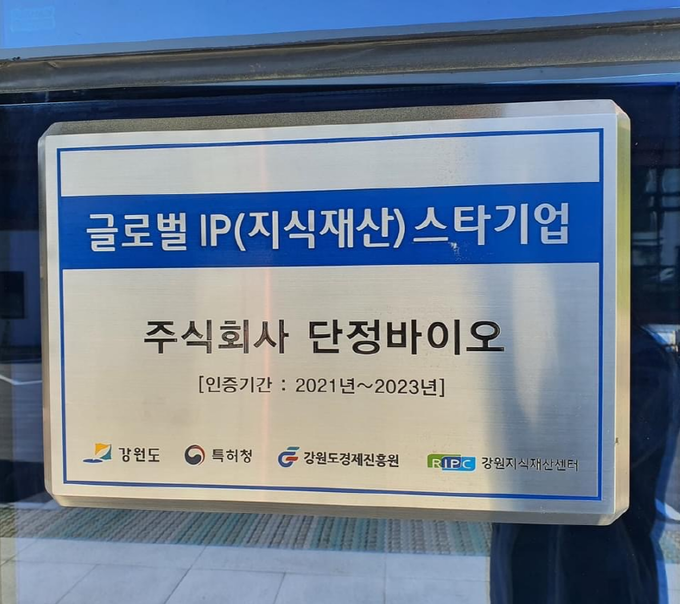 글로벌 IP(지식재산) 스타기업
주식회사 단정바이오
[인증기간 : 2021년~2023년]
강원도 특허청 강원도경제진흥원 RIPC 강원지식재산센터